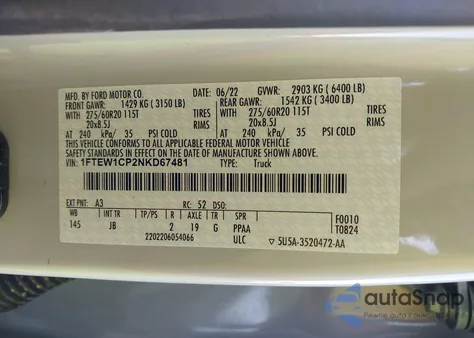 MFD. BY FORD MOTOR CO.
06/22 GVWR: 2903 KG ( 6400 LB)
FRONT GAWR: 1429 KG ( 3150 LB) REAR GAWR: 1542 KG ( 3400 LB)
WITH 275/60R20 115T TIRES WITH 275/60R20 115T TIRES
20x8.5J RIMS 20x8.5J RIMS
AT 240 kPa/ 35 PSI COLD AT 240 kPa/ 35 PSI COLD
THIS VEHICLE CONFORMS TO ALL APPLICABLE FEDERAL MOTOR VEHICLE
SAFETY STANDARDS IN EFFECT ON THE DATE OF MANUFACTURE SHOWN ABOVE.
VIN: 1FTEW1CP2NKD67481 TYPE: Truck
EXT PNT: A3 RC: 52 DSO:
WB INT TR TP/PS R AXLE TR SPR F0010
145 JB 2 19 G PPAA T0824
2202206054066 ULC 5U5A-3520472-AA
autoSnap